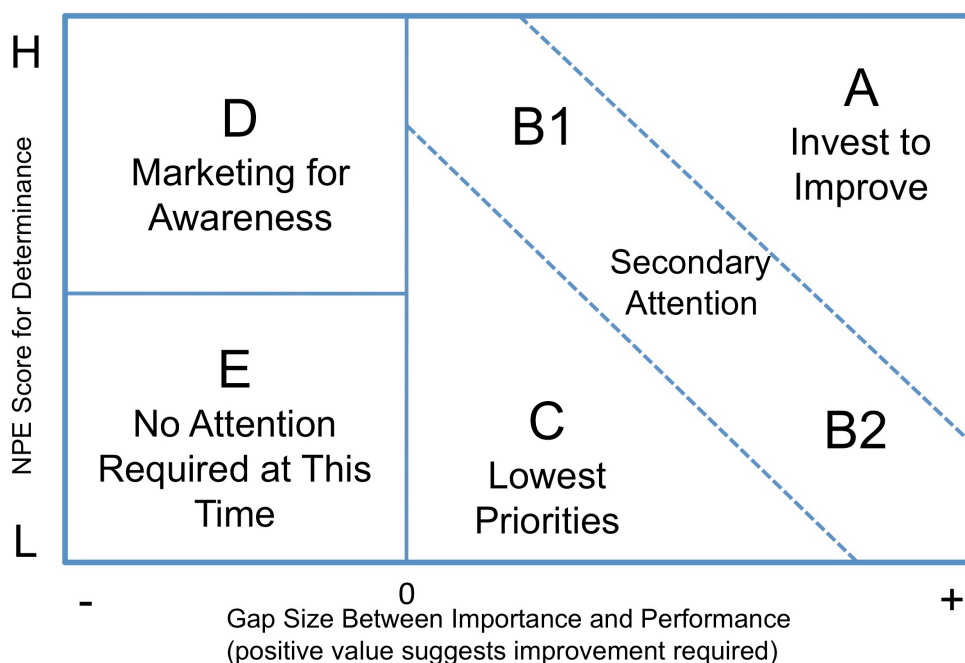 H
NPE Score for Determinance
L
D
Marketing for
Awareness
B1
A
Invest to
Improve
Secondary
Attention
E
No Attention
Required at This
Time
C
Lowest
Priorities
B2
-
0
+
Gap Size Between Importance and Performance
(positive value suggests improvement required)